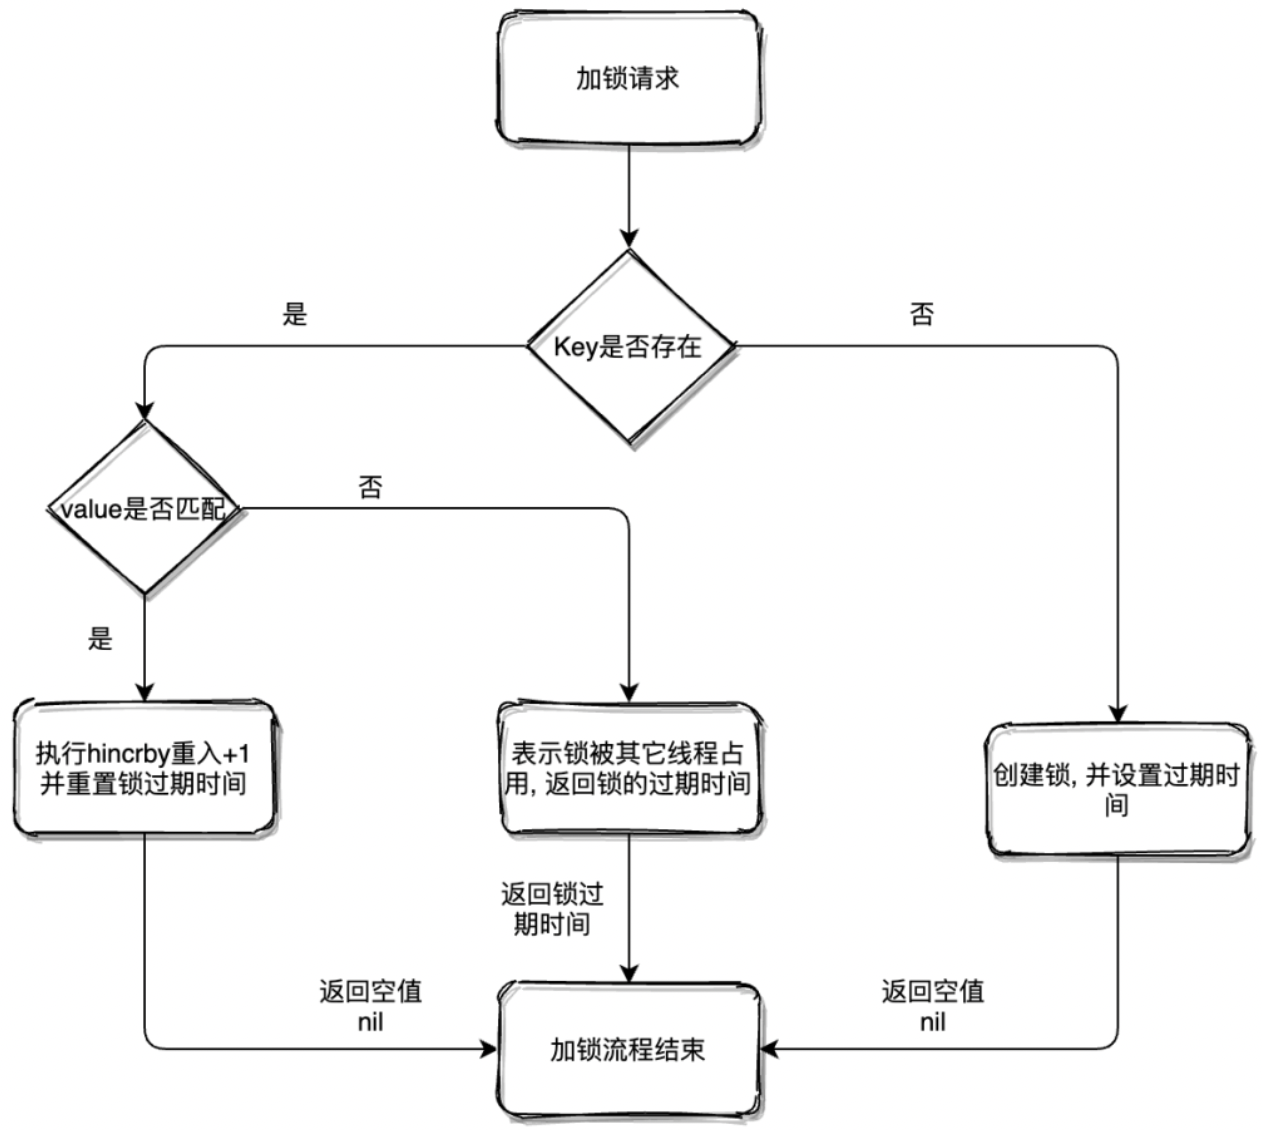 加锁请求
是
否
Key是否存在
value是否匹配
否
是
执行hincrby重入+1
并重置锁过期时间
表示锁被其它线程占
用, 返回锁的过期时间
创建锁, 并设置过期时
间
返回锁过
期时间
返回空值
nil
返回空值
nil
加锁流程结束